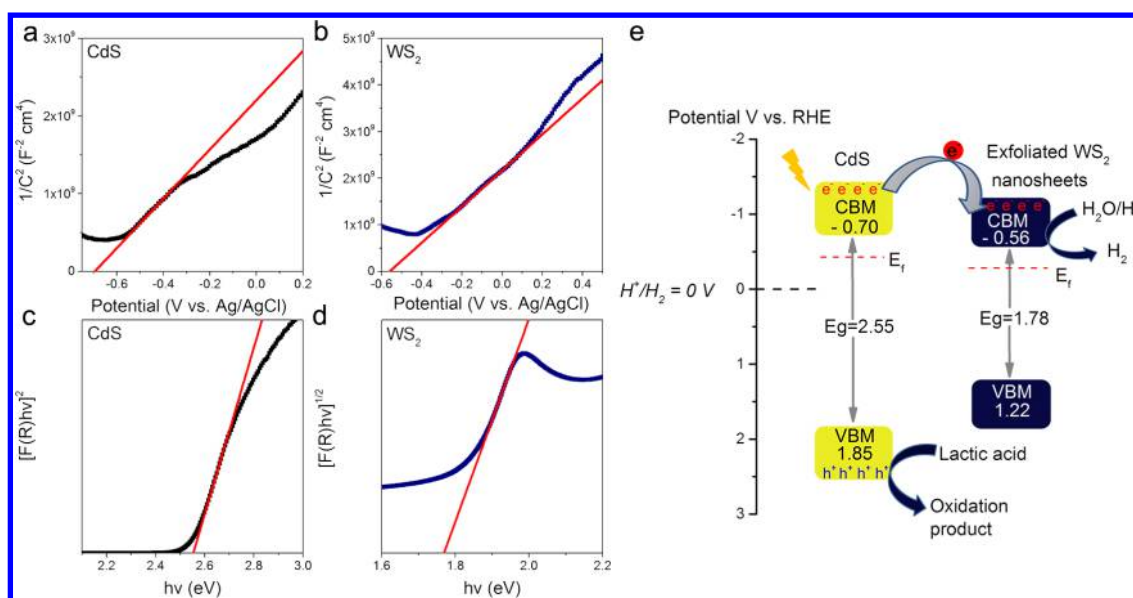 a
CdS
1/C² (F⁻² cm⁴)
3x10⁹
2x10⁹
1x10⁹
0
-0.6 -0.4 -0.2 0.0 0.2
Potential (V vs. Ag/AgCl)
b
WS₂
1/C² (F⁻² cm⁴)
5x10⁹
4x10⁹
3x10⁹
2x10⁹
1x10⁹
0
-0.6 -0.4 -0.2 0.0 0.2 0.4
Potential (V vs. Ag/AgCl)
c
CdS
[F(R)hv]²
2.2 2.4 2.6 2.8 3.0
hv (eV)
d
WS₂
[F(R)hv]¹ᐟ²
1.6 1.8 2.0 2.2
hv (eV)
e
Potential V vs. RHE
-2
-1
0
1
2
3
H⁺/H₂ = 0 V
CdS
e⁻ e⁻ e⁻ e⁻
CBM
- 0.70
E_f
Eg=2.55
VBM
1.85
h⁺ h⁺ h⁺ h⁺
e⁻
Exfoliated WS₂
nanosheets
e e e e
CBM
- 0.56
E_f
Eg=1.78
VBM
1.22
H₂O/H
H₂
Lactic acid
Oxidation
product